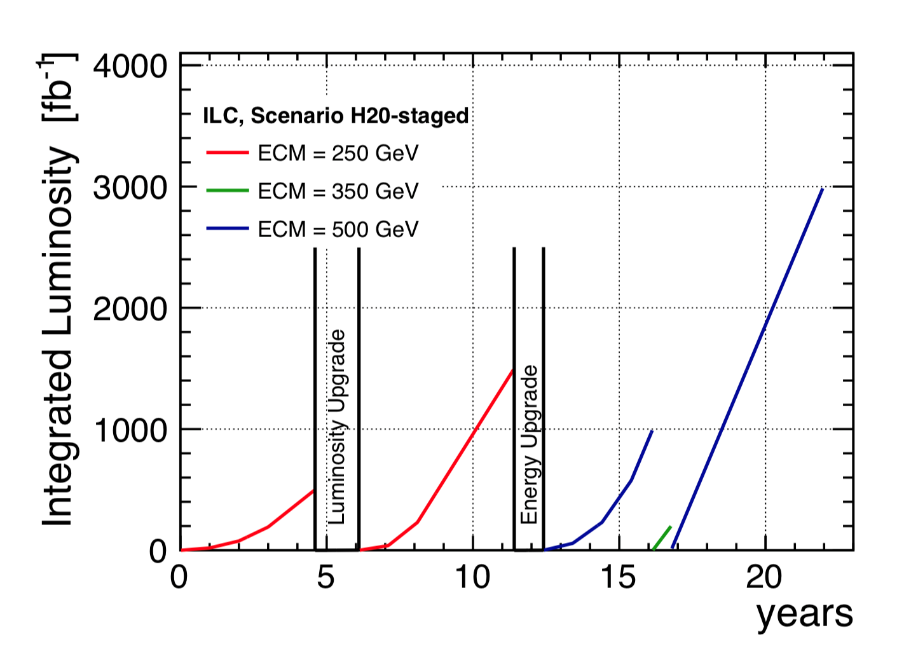 Integrated Luminosity [fb⁻¹]
4000
3000
2000
1000
0
ILC, Scenario H20-staged
ECM = 250 GeV
ECM = 350 GeV
ECM = 500 GeV
Luminosity Upgrade
Energy Upgrade
0 5 10 15 20
years